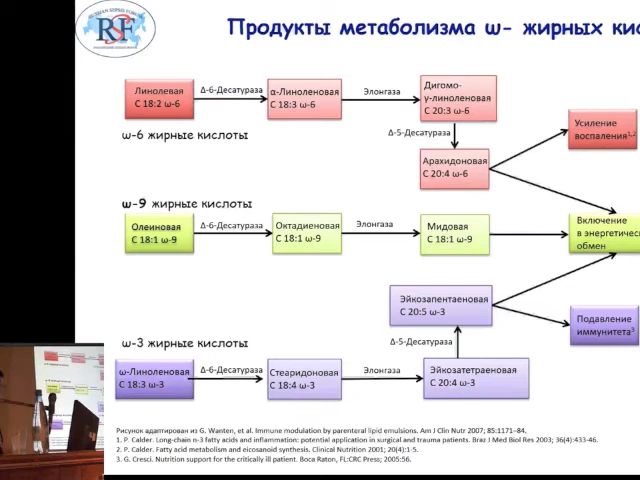 Продукты метаболизма ω- жирных кис
RSF
Линолевая
С 18:2 ω-6
Δ-6-Десатураза
α-Линоленовая
С 18:3 ω-6
Элонгаза
Дигомо-
γ-линоленовая
С 20:3 ω-6
Усиление
воспаления1,2
Δ-5-Десатураза
ω-6 жирные кислоты
Арахидоновая
С 20:4 ω-6
ω-9 жирные кислоты
Олеиновая
С 18:1 ω-9
Δ-6-Десатураза
Октадиеновая
С 18:1 ω-9
Элонгаза
Мидовая
С 18:1 ω-9
Включение
в энергетическ
обмен
Эйкозапентаеновая
С 20:5 ω-3
Подавление
иммунитета3
Δ-5-Десатураза
ω-3 жирные кислоты
ω-Линоленовая
С 18:3 ω-3
Δ-6-Десатураза
Стеаридоновая
С 18:4 ω-3
Элонгаза
Эйкозатетраеновая
С 20:4 ω-3
Рисунок адаптирован из G. Wanten, et al. Immune modulation by parenteral lipid emulsions. Am J Clin Nutr 2007; 85:1171–84.
1. P. Calder. Long-chain n-3 fatty acids and inflammation: potential application in surgical and trauma patients. Braz J Med Biol Res 2003; 36(4):433-46.
2. P. Calder. Fatty acid metabolism and eicosanoid synthesis. Clinical Nutrition 2001; 20(4):1-5.
3. G. Cresci. Nutrition support for the critically ill patient. Boca Raton, FL:CRC Press; 2005:56.